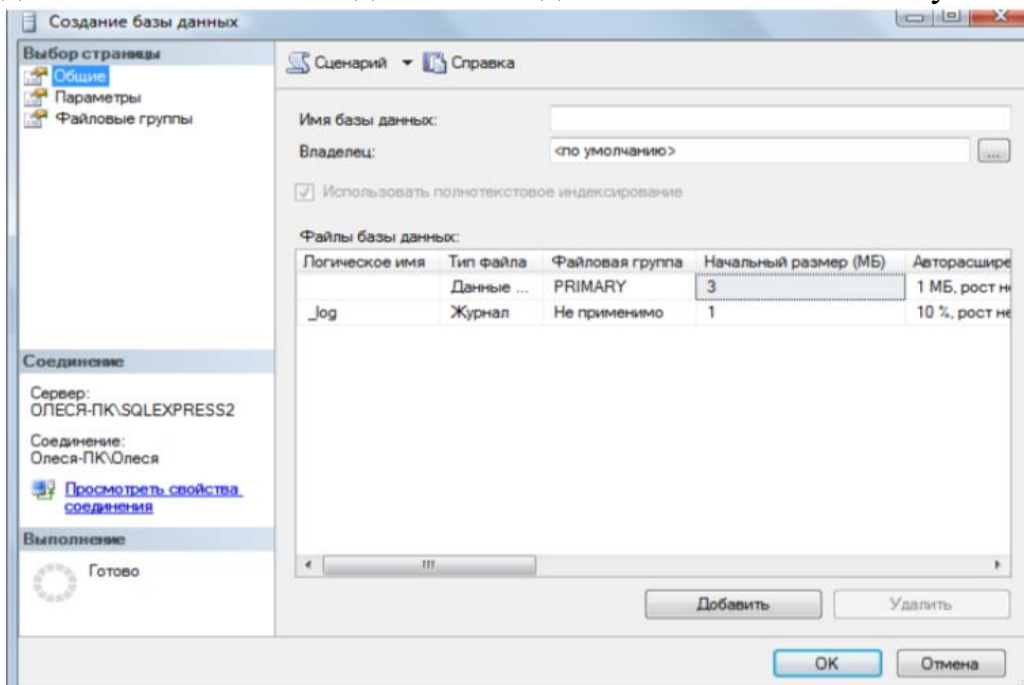 Создание базы данных
Выбор страницы
Общие
Параметры
Файловые группы
Сценарий
Справка
Имя базы данных:
Владелец:
<по умолчанию>
...
Использовать полнотекстовое индексирование
Файлы базы данных:
Логическое имя Тип файла Файловая группа Начальный размер (МБ) Авторасшире
Данные ... PRIMARY 3 1 МБ, рост н
_log Журнал Не применимо 1 10 %, рост не
Соединение
Сервер:
ОЛЕСЯ-ПК\SQLEXPRESS2
Соединение:
Олеся-ПК\Олеся
Просмотреть свойства
соединения
Выполнение
Готово
Добавить
Удалить
OK
Отмена